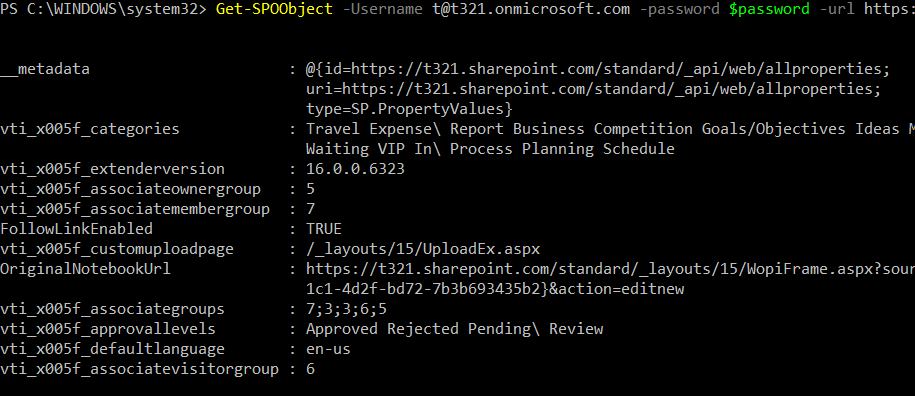 PS C:\WINDOWS\system32> Get-SPOObject -Username t@t321.onmicrosoft.com -password $password -url https:
__metadata : @{id=https://t321.sharepoint.com/standard/_api/web/allproperties;
uri=https://t321.sharepoint.com/standard/_api/web/allproperties;
type=SP.PropertyValues}
vti_x005f_categories : Travel Expense\ Report Business Competition Goals/Objectives Ideas M
Waiting VIP In\ Process Planning Schedule
vti_x005f_extenderversion : 16.0.0.6323
vti_x005f_associateownergroup : 5
vti_x005f_associatemembergroup : 7
FollowLinkEnabled : TRUE
vti_x005f_customuploadpage : /_layouts/15/UploadEx.aspx
OriginalNotebookUrl : https://t321.sharepoint.com/standard/_layouts/15/WopiFrame.aspx?sour
1c1-4d2f-bd72-7b3b693435b2}&action=editnew
vti_x005f_associategroups : 7;3;3;6;5
vti_x005f_approvallevels : Approved Rejected Pending\ Review
vti_x005f_defaultlanguage : en-us
vti_x005f_associatevisitorgroup : 6